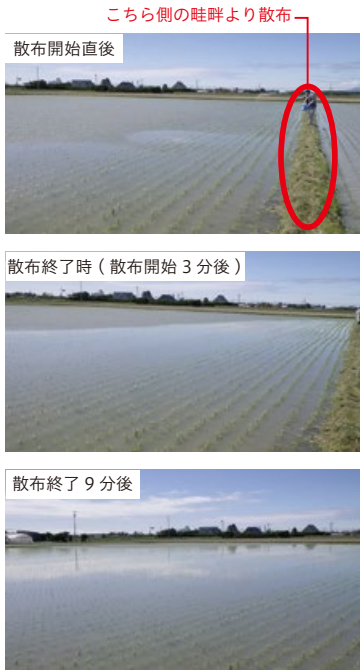 こちら側の畦畔より散布
散布開始直後
散布終了時 ( 散布開始 3 分後 )
散布終了 9 分後